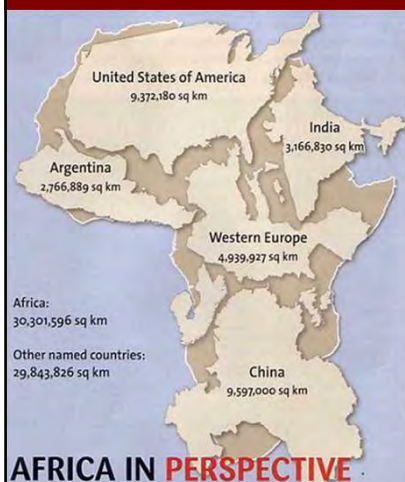 United States of America
9,372,180 sq km
India
3,166,830 sq km
Argentina
2,766,889 sq km
Western Europe
4,939,927 sq km
Africa:
30,301,596 sq km
Other named countries:
29,843,826 sq km
China
9,597,000 sq km
AFRICA IN PERSPECTIVE